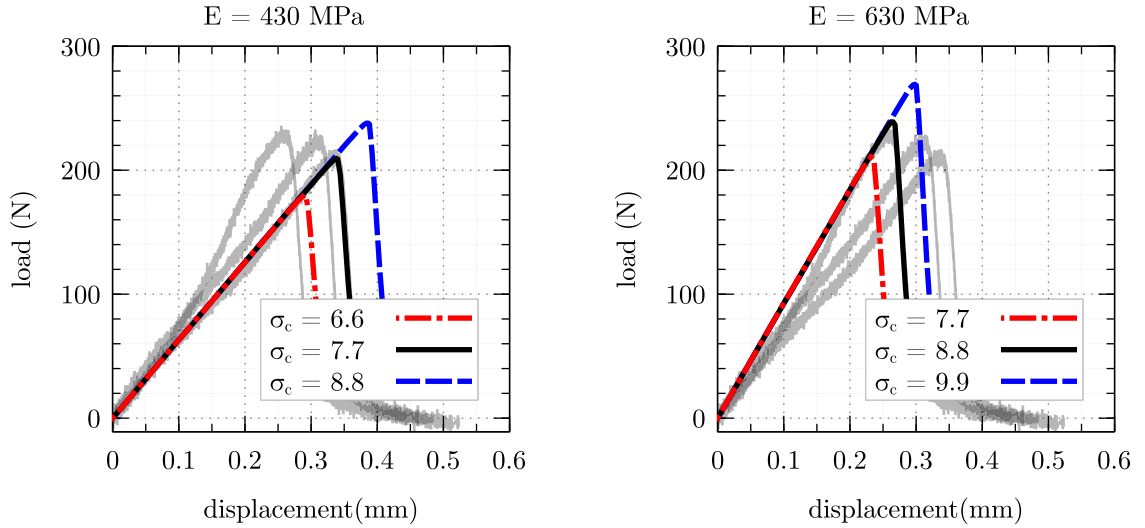 E = 430 MPa
300
200
100
0
load (N)
σc = 6.6
σc = 7.7
σc = 8.8
0 0.1 0.2 0.3 0.4 0.5 0.6
displacement(mm)
E = 630 MPa
300
200
100
0
load (N)
σc = 7.7
σc = 8.8
σc = 9.9
0 0.1 0.2 0.3 0.4 0.5 0.6
displacement(mm)